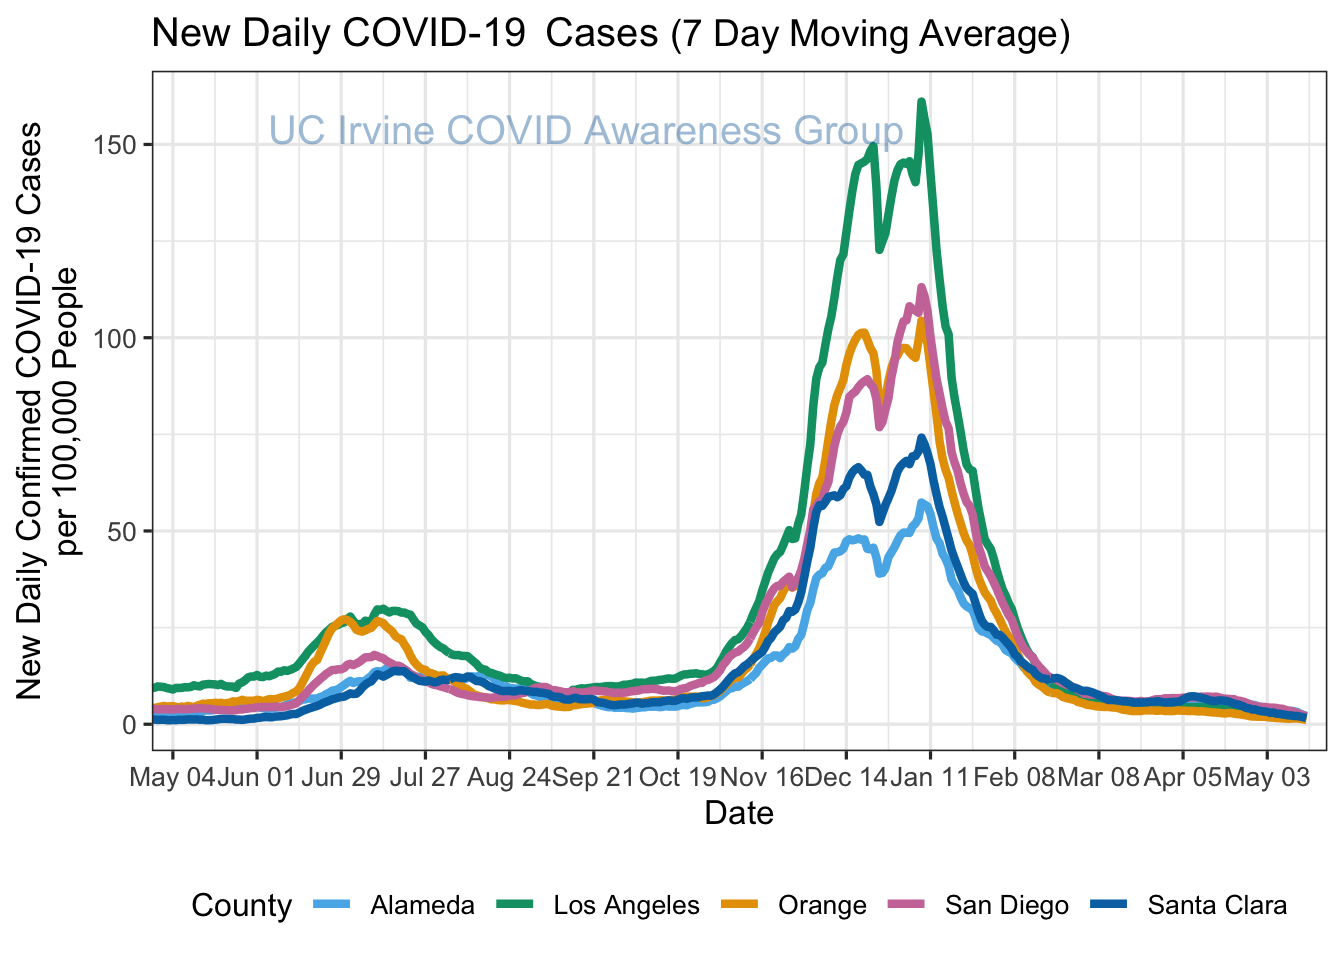 New Daily COVID-19  Cases (7 Day Moving Average)
UC Irvine COVID Awareness Group
New Daily Confirmed COVID-19 Cases
per 100,000 People
150
100
50
0
May 04 Jun 01 Jun 29 Jul 27 Aug 24 Sep 21 Oct 19 Nov 16 Dec 14 Jan 11 Feb 08 Mar 08 Apr 05 May 03
Date
County Alameda Los Angeles Orange San Diego Santa Clara